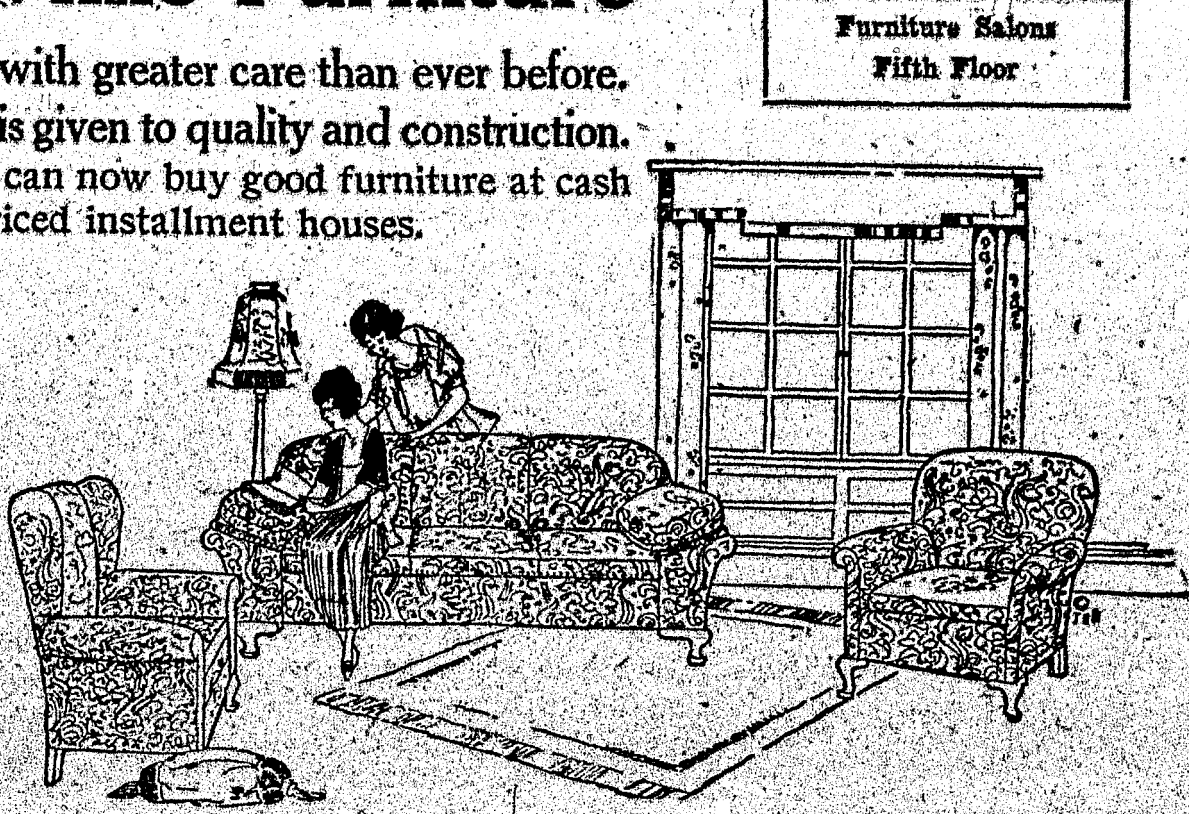 Furniture
Furniture Salons
Fifth Floor
with greater care than ever before.
is given to quality and construction.
can now buy good furniture at cash
iced installment houses.